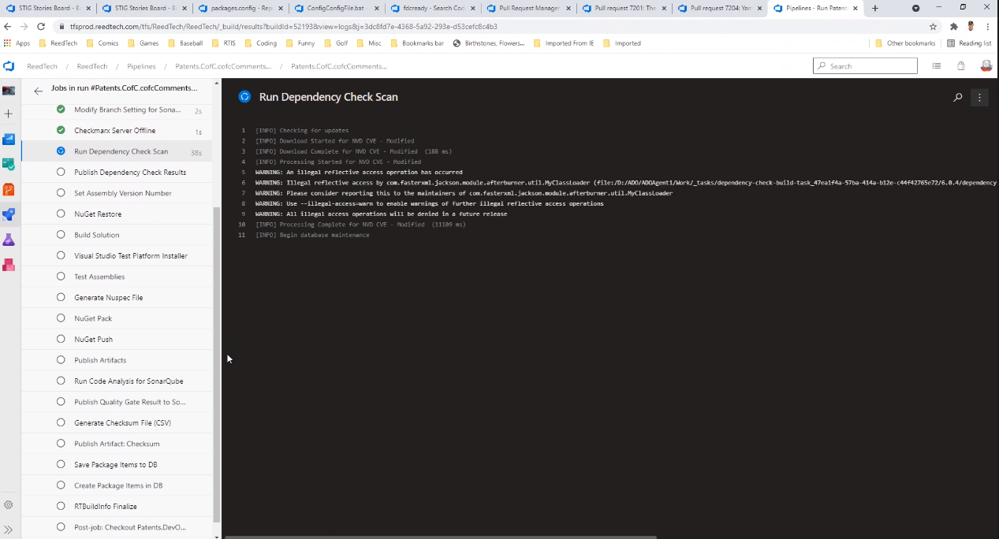 STIG Stories Board - B
STIG Stories Board - B
packages.config - Rep
ConfigConfigFile.bat -
fdcready - Search Cod
Pull Request Manager
Pull request 7201: The
Pull request 7204: Yam
Pipelines - Run Patent
tfsprod.reedtech.com/tfs/ReedTech/ReedTech/_build/results?buildId=52193&view=logs&j=3dc8fd7e-4368-5a92-293e-d53cefc8c4b3
Apps ReedTech Comics Games Baseball RTIS Coding Funny Golf Misc Bookmarks bar Birthstones, Flowers... Imported From IE Imported Other bookmarks Reading list
ReedTech / ReedTech / Pipelines / Patents.CofC.cofcComments... / Patents.CofC.cofcComments...
Search
Jobs in run #Patents.CofC.cofcComments...
Modify Branch Setting for Sona... 2s
Checkmarx Server Offline 1s
Run Dependency Check Scan 38s
Publish Dependency Check Results
Set Assembly Version Number
NuGet Restore
Build Solution
Visual Studio Test Platform Installer
Test Assemblies
Generate Nuspec File
NuGet Pack
NuGet Push
Publish Artifacts
Run Code Analysis for SonarQube
Publish Quality Gate Result to So...
Generate Checksum File (CSV)
Publish Artifact: Checksum
Save Package Items to DB
Create Package Items in DB
RTBuildInfo Finalize
Post-job: Checkout Patents.DevO...
Run Dependency Check Scan
1 [INFO] Checking for updates
2 [INFO] Download Started for NVD CVE - Modified
3 [INFO] Download Complete for NVD CVE - Modified (188 ms)
4 [INFO] Processing Started for NVD CVE - Modified
5 WARNING: An illegal reflective access operation has occurred
6 WARNING: Illegal reflective access by com.fasterxml.jackson.module.afterburner.util.MyClassLoader (file:/D:/ADO/ADOAgent1/Work/_tasks/dependency-check-build-task_47ea1f4a-57ba-414a-b12e-c44f42765e72/6.0.4/dependency
7 WARNING: Please consider reporting this to the maintainers of com.fasterxml.jackson.module.afterburner.util.MyClassLoader
8 WARNING: Use --illegal-access=warn to enable warnings of further illegal reflective access operations
9 WARNING: All illegal access operations will be denied in a future release
10 [INFO] Processing Complete for NVD CVE - Modified (11109 ms)
11 [INFO] Begin database maintenance